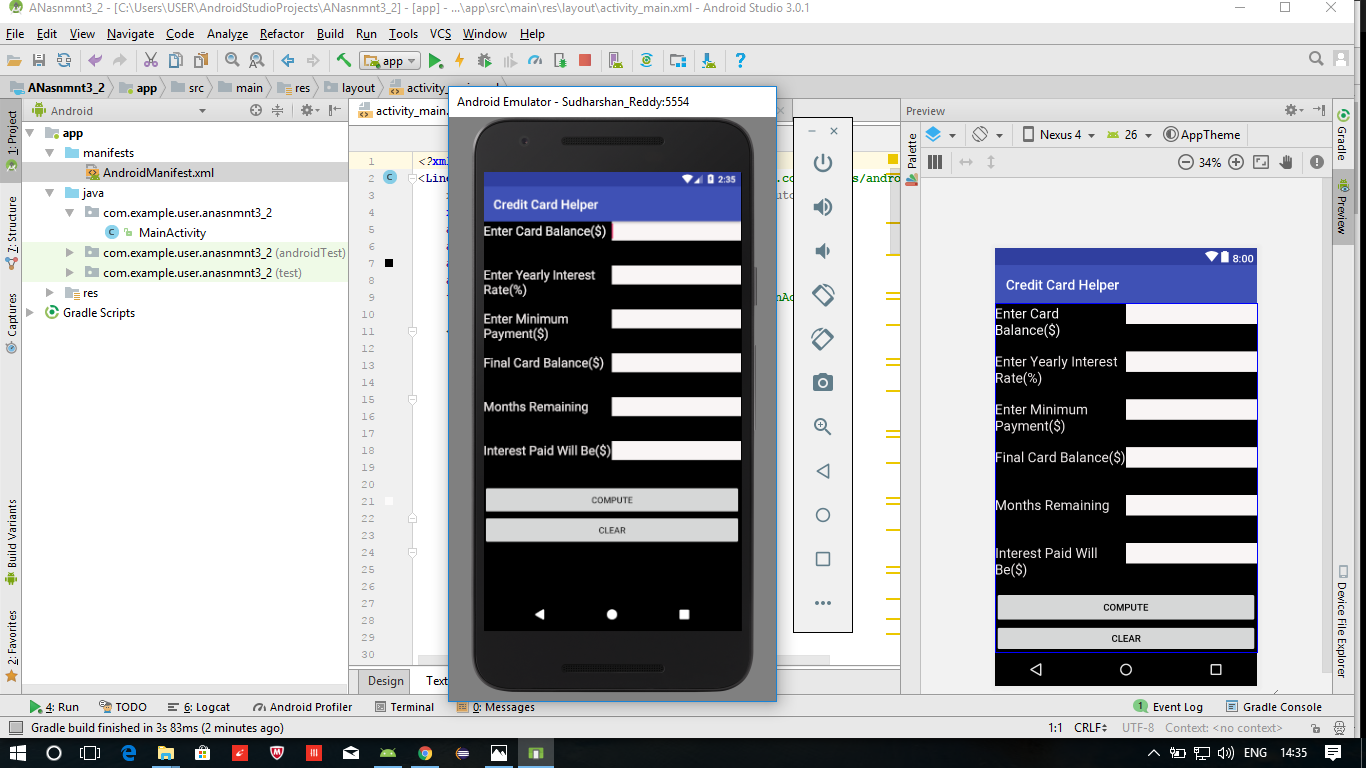 ANasnmnt3_2 - [C:\Users\USER\AndroidStudioProjects\ANasnmnt3_2] - [app] - ...\app\src\main\res\layout\activity_main.xml - Android Studio 3.0.1
File Edit View Navigate Code Analyze Refactor Build Run Tools VCS Window Help
app
ANasnmnt3_2 app src main res layout
Android
1: Project
7: Structure
Captures
Build Variants
2: Favorites
app
manifests
AndroidManifest.xml
java
com.example.user.anasnmnt3_2
MainActivity
com.example.user.anasnmnt3_2 (androidTest)
com.example.user.anasnmnt3_2 (test)
res
Gradle Scripts
1
2
3
4
5
6
7
8
9
10
11
12
13
14
15
16
17
18
19
20
21
22
23
24
25
26
27
28
29
30
Design
Android Emulator - Sudharshan_Reddy:5554
2:35
Credit Card Helper
Enter Card Balance($)
Enter Yearly Interest
Rate(%)
Enter Minimum
Payment($)
Final Card Balance($)
Months Remaining
Interest Paid Will Be($)
COMPUTE
CLEAR
Preview
Palette
Nexus 4 26 AppTheme
34%
8:00
Credit Card Helper
Enter Card
Balance($)
Enter Yearly Interest
Rate(%)
Enter Minimum
Payment($)
Final Card Balance($)
Months Remaining
Interest Paid Will
Be($)
COMPUTE
CLEAR
Gradle
Preview
Device File Explorer
4: Run TODO 6: Logcat Android Profiler Terminal 0: Messages 1 Event Log Gradle Console
Gradle build finished in 3s 83ms (2 minutes ago) 1:1 CRLF UTF-8 Context: <no context>
ENG 14:35